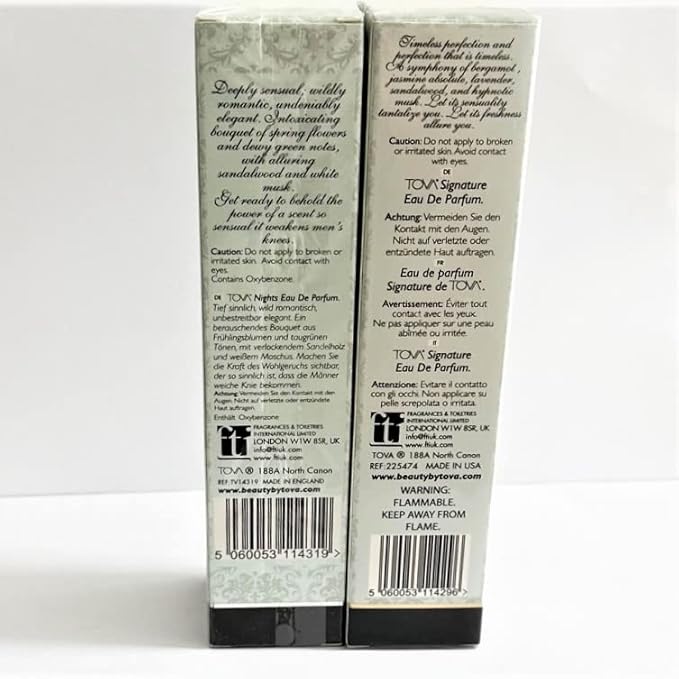 Deeply sensual, wildly
romantic, undeniably
elegant. Intoxicating
bouquet of spring flowers
and dewy green notes,
with alluring
sandalwood and white
musk.
Get ready to behold the
power of a scent so
sensual it weakens men's
knees.
Caution: Do not apply to broken or
irritated skin. Avoid contact with
eyes.
Contains Oxybenzone.
DE TOVA® Nights Eau De Parfum.
Tief sinnlich, wild romantisch,
unbestreitbar elegant. Ein
berauschendes Bouquet aus
Frühlingsblumen und taugrünen
Tönen, mit verlockendem Sandelholz
und weißem Moschus. Machen Sie
die Kraft des Wohlgeruchs sichtbar,
der so sinnlich ist, dass die Männer
weiche Knie bekommen.
Achtung: Vermeiden Sie den Kontakt mit den
Augen. Nicht auf verletzte oder entzündete
Haut auftragen.
Enthält Oxybenzone
fti
FRAGRANCES & TOILETRIES
INTERNATIONAL LIMITED
LONDON W1W 8SR, UK
info@ftiuk.com
www.ftiuk.com
TOVA ® 188A North Canon
REF:TV14319 MADE IN ENGLAND
www.beautybytova.com
5 060053 114319 >
Timeless perfection and
perfection that is timeless.
A symphony of bergamot,
jasmine absolute, lavender,
sandalwood, and hypnotic
musk. Let its sensuality
tantalize you. Let its freshness
allure you.
Caution: Do not apply to broken
or irritated skin. Avoid contact
with eyes.
DE
TOVA® Signature
Eau De Parfum.
Achtung: Vermeiden Sie den
Kontakt mit den Augen.
Nicht auf verletzte oder
entzündete Haut auftragen.
FR
Eau de parfum
Signature de TOVA®.
Avertissement: Éviter tout
contact avec les yeux.
Ne pas appliquer sur une peau
abîmée ou irritée.
IT
TOVA® Signature
Eau De Parfum.
Attenzione: Evitare il contatto
con gli occhi. Non applicare su
pelle screpolata o irritata.
fti
FRAGRANCES & TOILETRIES
INTERNATIONAL LIMITED
LONDON W1W 8SR, UK
info@ftiuk.com
www.ftiuk.com
TOVA ® 188A North Canon
REF:225474 MADE IN USA
www.beautybytova.com
WARNING:
FLAMMABLE.
KEEP AWAY FROM
FLAME.
5 060053 114296 >